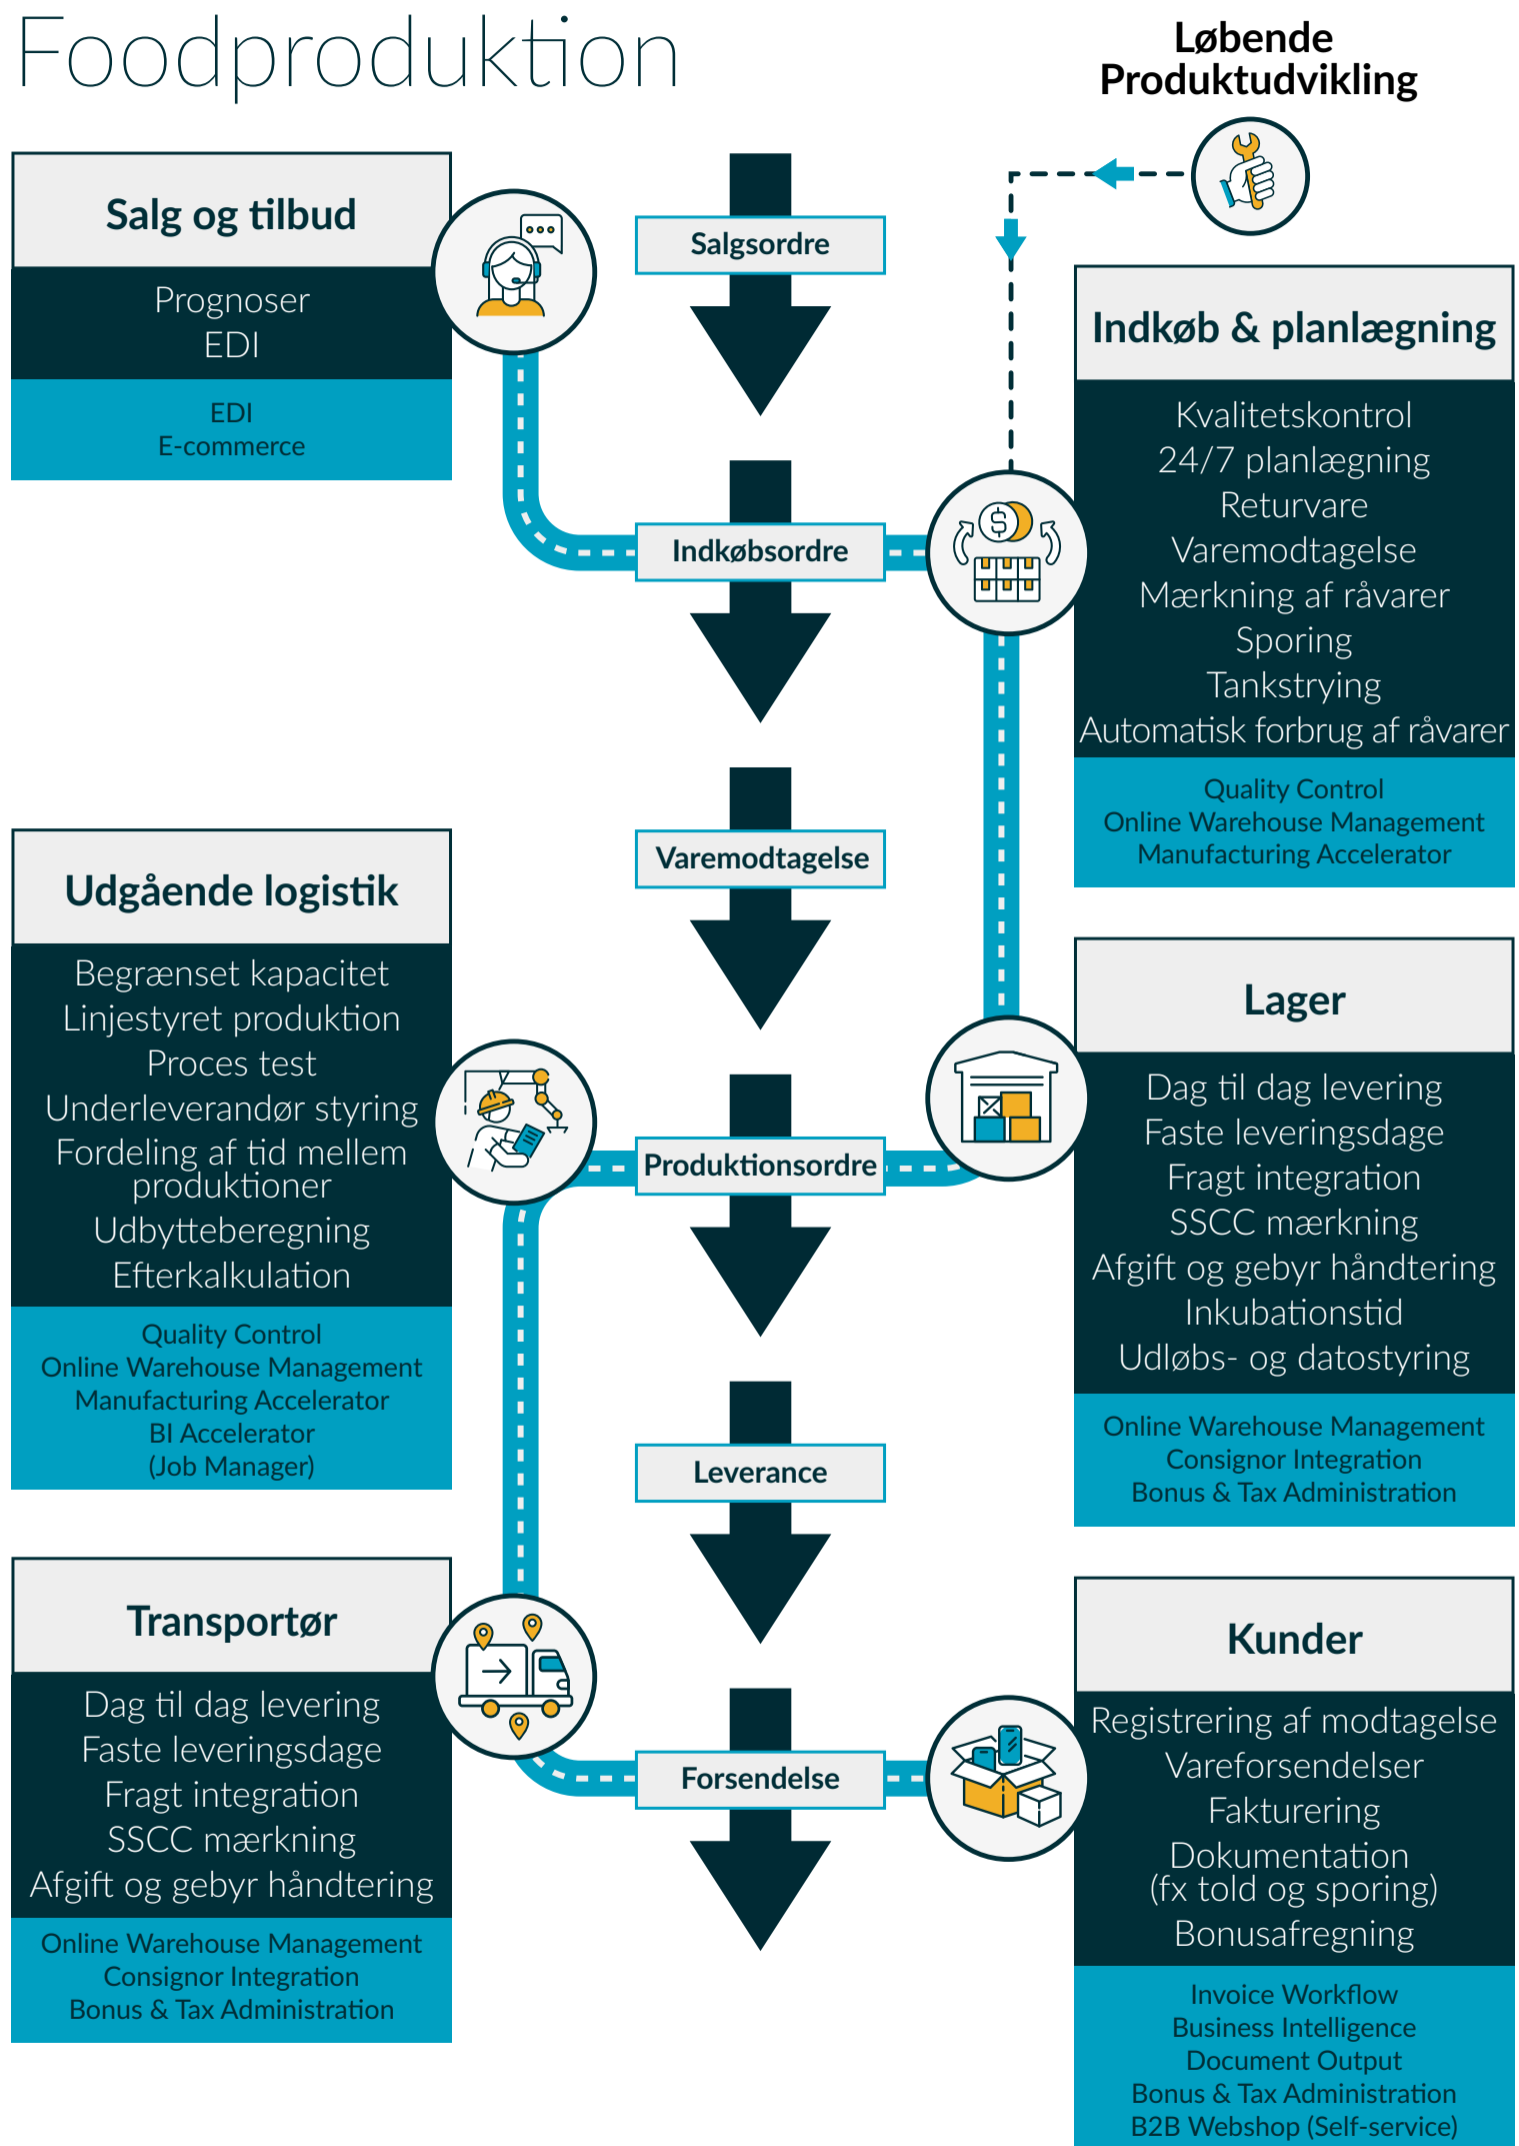 Foodproduktion
Løbende
Produktudvikling
Salg og tilbud
Prognoser
EDI
EDI
E-commerce
Salgsordre
Indkøb & planlægning
Kvalitetskontrol
24/7 planlægning
Returvare
Varemodtagelse
Mærkning af råvarer
Sporing
Tankstrying
Automatisk forbrug af råvarer
Quality Control
Online Warehouse Management
Manufacturing Accelerator
Indkøbsordre
Varemodtagelse
Udgående logistik
Begrænset kapacitet
Linjestyret produktion
Proces test
Underleverandør styring
Fordeling af tid mellem
produktioner
Udbytteberegning
Efterkalkulation
Quality Control
Online Warehouse Management
Manufacturing Accelerator
BI Accelerator
(Job Manager)
Produktionsordre
Lager
Dag til dag levering
Faste leveringsdage
Fragt integration
SSCC mærkning
Afgift og gebyr håndtering
Inkubationstid
Udløbs- og datostyring
Online Warehouse Management
Consignor Integration
Bonus & Tax Administration
Leverance
Transportør
Dag til dag levering
Faste leveringsdage
Fragt integration
SSCC mærkning
Afgift og gebyr håndtering
Online Warehouse Management
Consignor Integration
Bonus & Tax Administration
Forsendelse
Kunder
Registrering af modtagelse
Vareforsendelser
Fakturering
Dokumentation
(fx told og sporing)
Bonusafregning
Invoice Workflow
Business Intelligence
Document Output
Bonus & Tax Administration
B2B Webshop (Self-service)